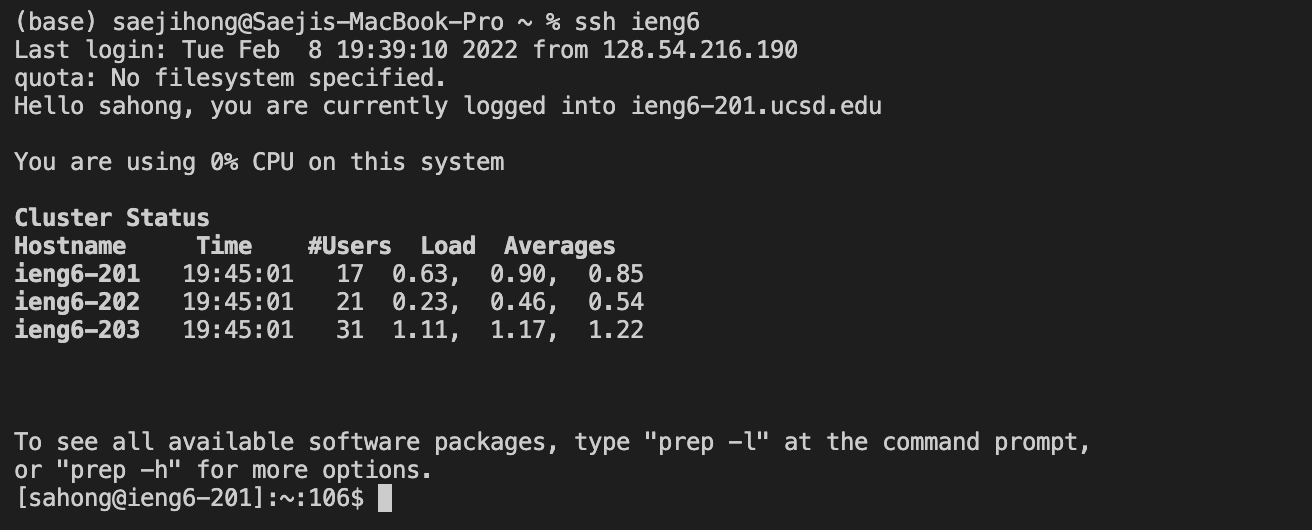 (base) saejihong@Saejis-MacBook-Pro ~ % ssh ieng6
Last login: Tue Feb  8 19:39:10 2022 from 128.54.216.190
quota: No filesystem specified.
Hello sahong, you are currently logged into ieng6-201.ucsd.edu
You are using 0% CPU on this system
Cluster Status
Hostname     Time    #Users  Load  Averages
ieng6-201   19:45:01   17  0.63,  0.90,  0.85
ieng6-202   19:45:01   21  0.23,  0.46,  0.54
ieng6-203   19:45:01   31  1.11,  1.17,  1.22
To see all available software packages, type "prep -l" at the command prompt,
or "prep -h" for more options.
[sahong@ieng6-201]:~:106$